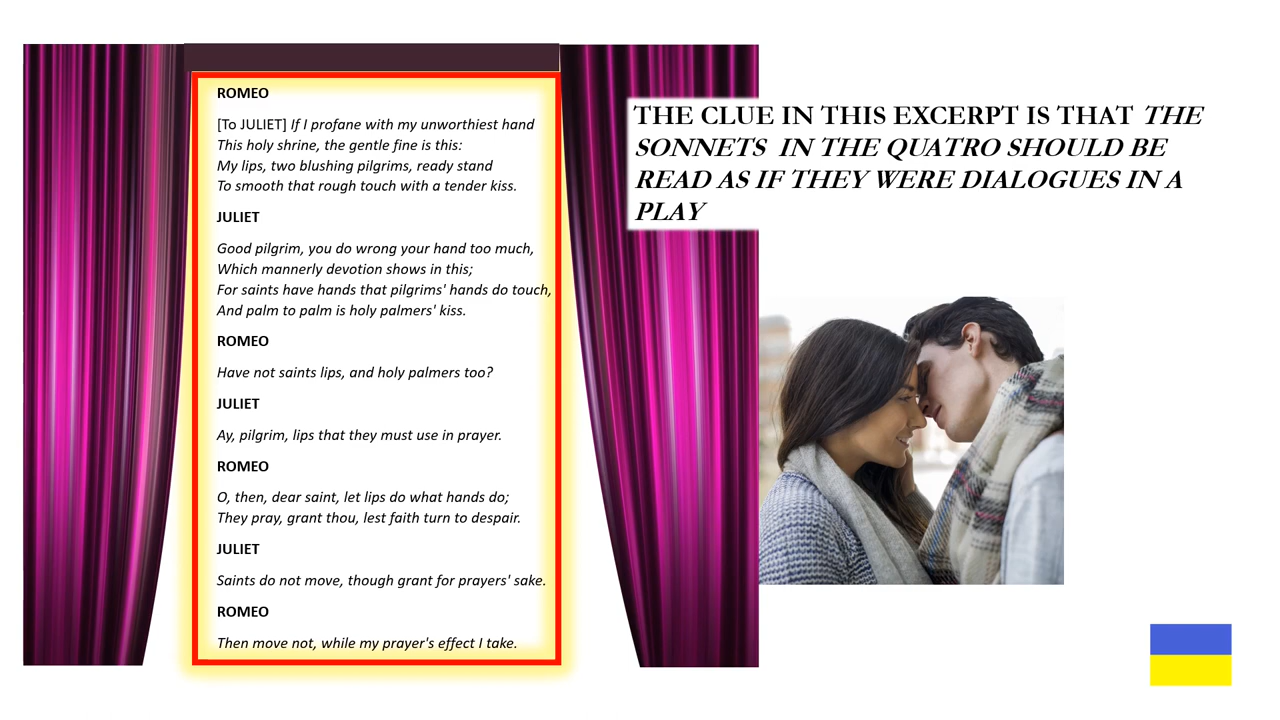 ROMEO
[To JULIET] If I profane with my unworthiest hand
This holy shrine, the gentle fine is this:
My lips, two blushing pilgrims, ready stand
To smooth that rough touch with a tender kiss.
JULIET
Good pilgrim, you do wrong your hand too much,
Which mannerly devotion shows in this;
For saints have hands that pilgrims' hands do touch,
And palm to palm is holy palmers' kiss.
ROMEO
Have not saints lips, and holy palmers too?
JULIET
Ay, pilgrim, lips that they must use in prayer.
ROMEO
O, then, dear saint, let lips do what hands do;
They pray, grant thou, lest faith turn to despair.
JULIET
Saints do not move, though grant for prayers' sake.
ROMEO
Then move not, while my prayer's effect I take.
THE CLUE IN THIS EXCERPT IS THAT THE
SONNETS IN THE QUATRO SHOULD BE
READ AS IF THEY WERE DIALOGUES IN A
PLAY